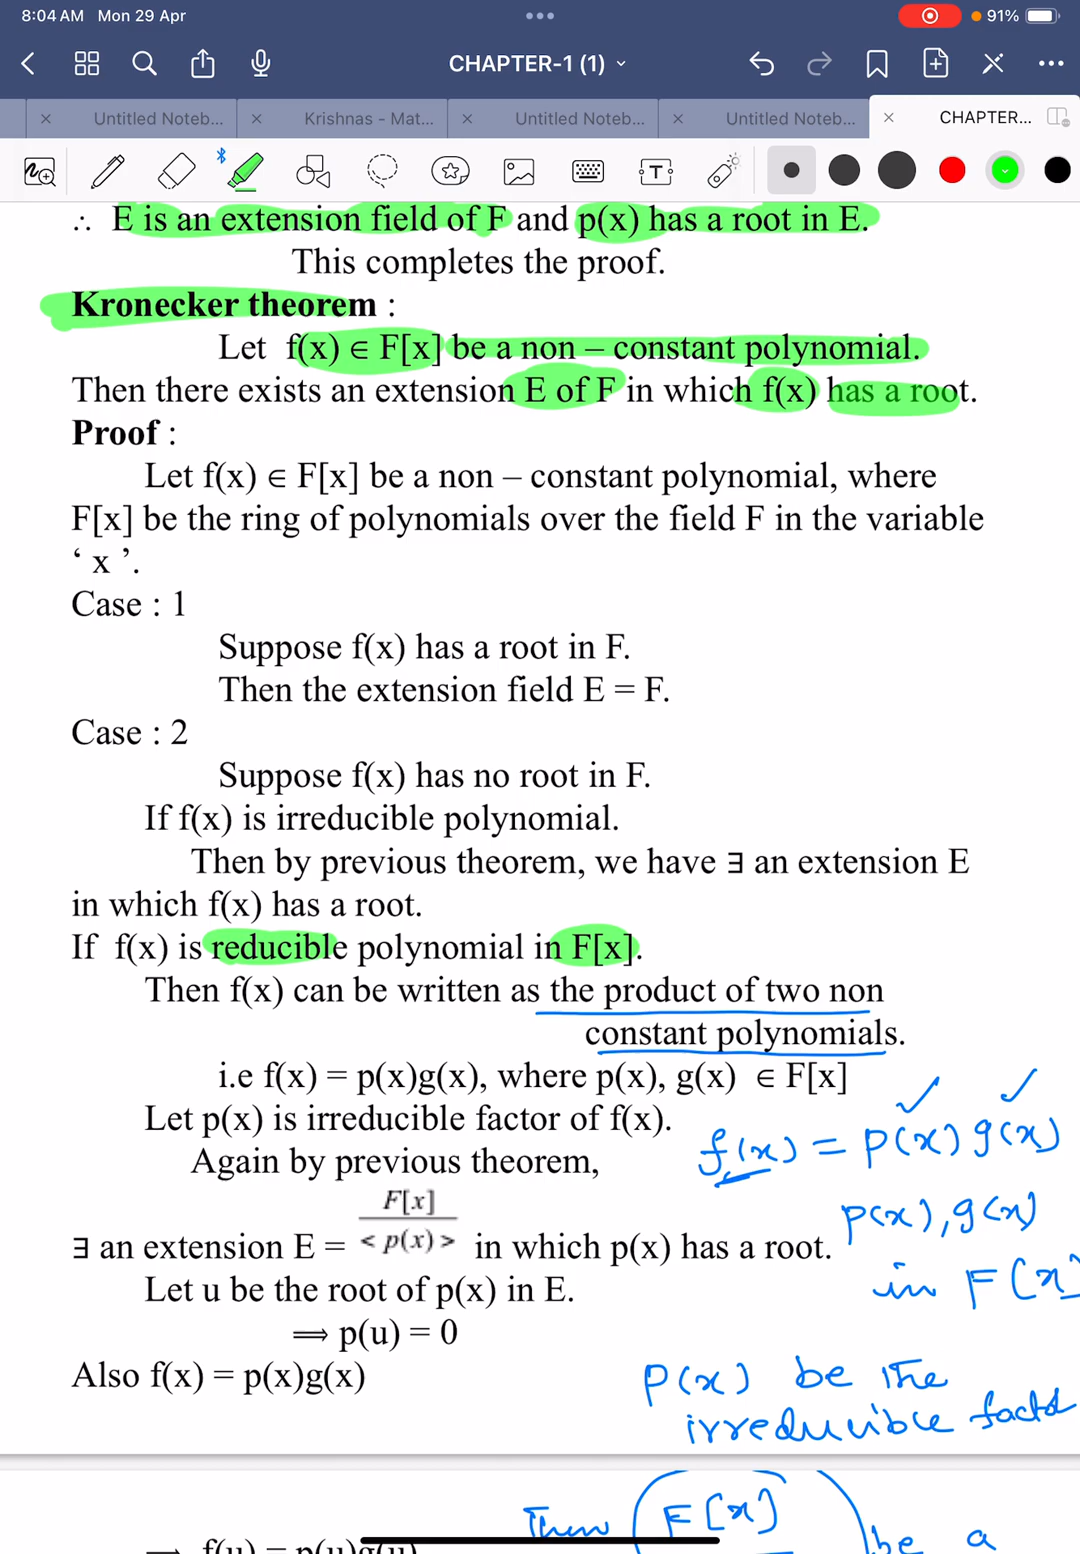 8:04 AM Mon 29 Apr
91%
CHAPTER-1 (1)
Untitled Noteb...
Krishnas - Mat...
Untitled Noteb...
Untitled Noteb...
CHAPTER...
∴ E is an extension field of F and p(x) has a root in E.
This completes the proof.
Kronecker theorem :
Let f(x) ∈ F[x] be a non – constant polynomial.
Then there exists an extension E of F in which f(x) has a root.
Proof :
Let f(x) ∈ F[x] be a non – constant polynomial, where
F[x] be the ring of polynomials over the field F in the variable
‘ x ’.
Case : 1
Suppose f(x) has a root in F.
Then the extension field E = F.
Case : 2
Suppose f(x) has no root in F.
If f(x) is irreducible polynomial.
Then by previous theorem, we have ∃ an extension E
in which f(x) has a root.
If f(x) is reducible polynomial in F[x].
Then f(x) can be written as the product of two non
constant polynomials.
i.e f(x) = p(x)g(x), where p(x), g(x) ∈ F[x]
Let p(x) is irreducible factor of f(x).
f(x) = p(x) g(x)
Again by previous theorem,
p(x), g(x)
in F[x]
∃ an extension E = F[x] / < p(x) > in which p(x) has a root.
Let u be the root of p(x) in E.
⟹ p(u) = 0
Also f(x) = p(x)g(x)
p(x) be the
irreducible
Then F[x] be a
⟹ f(u) = p(u)g(u)